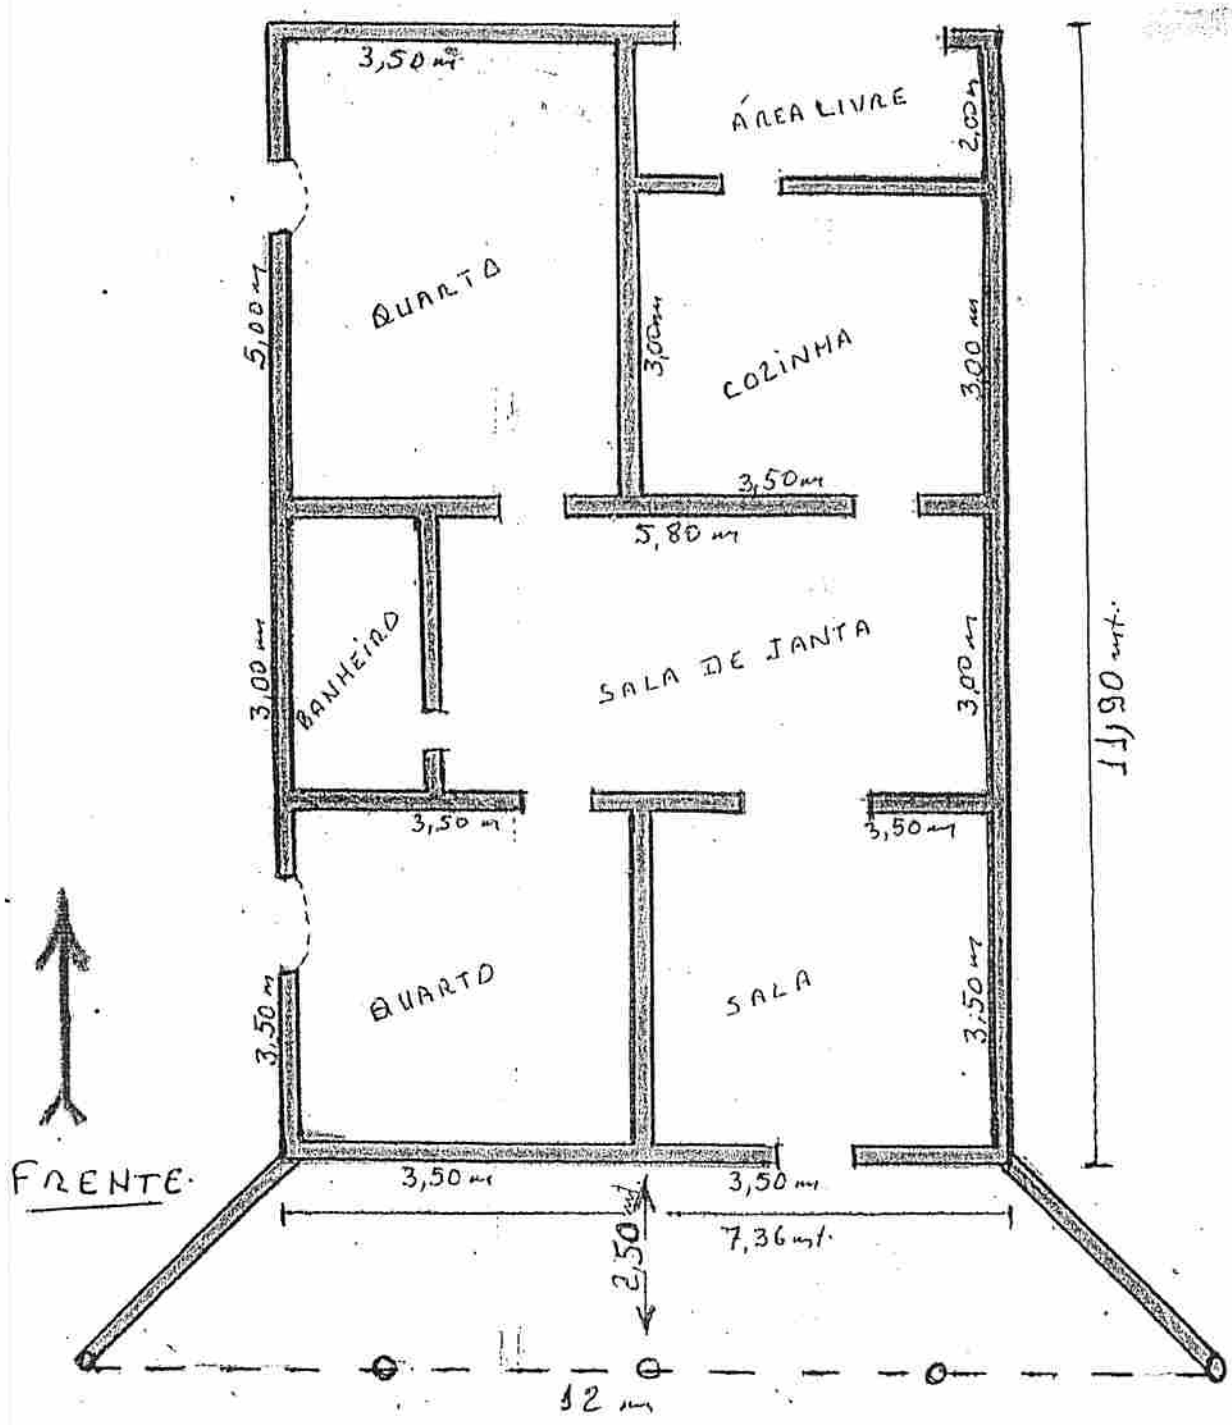 3,50 m
ÁREA LIVRE
2,00 m
5,00 m
QUARTO
3,00 m
COZINHA
3,00 m
3,50 m
5,80 m
3,00 m
BANHEIRO
SALA DE JANTA
3,00 m
11,90 mt.
3,50 m
3,50 m
3,50 m
QUARTO
SALA
3,50 m
FRENTE.
3,50 m
3,50 m
2,50 mt
7,36 mt.
12 m